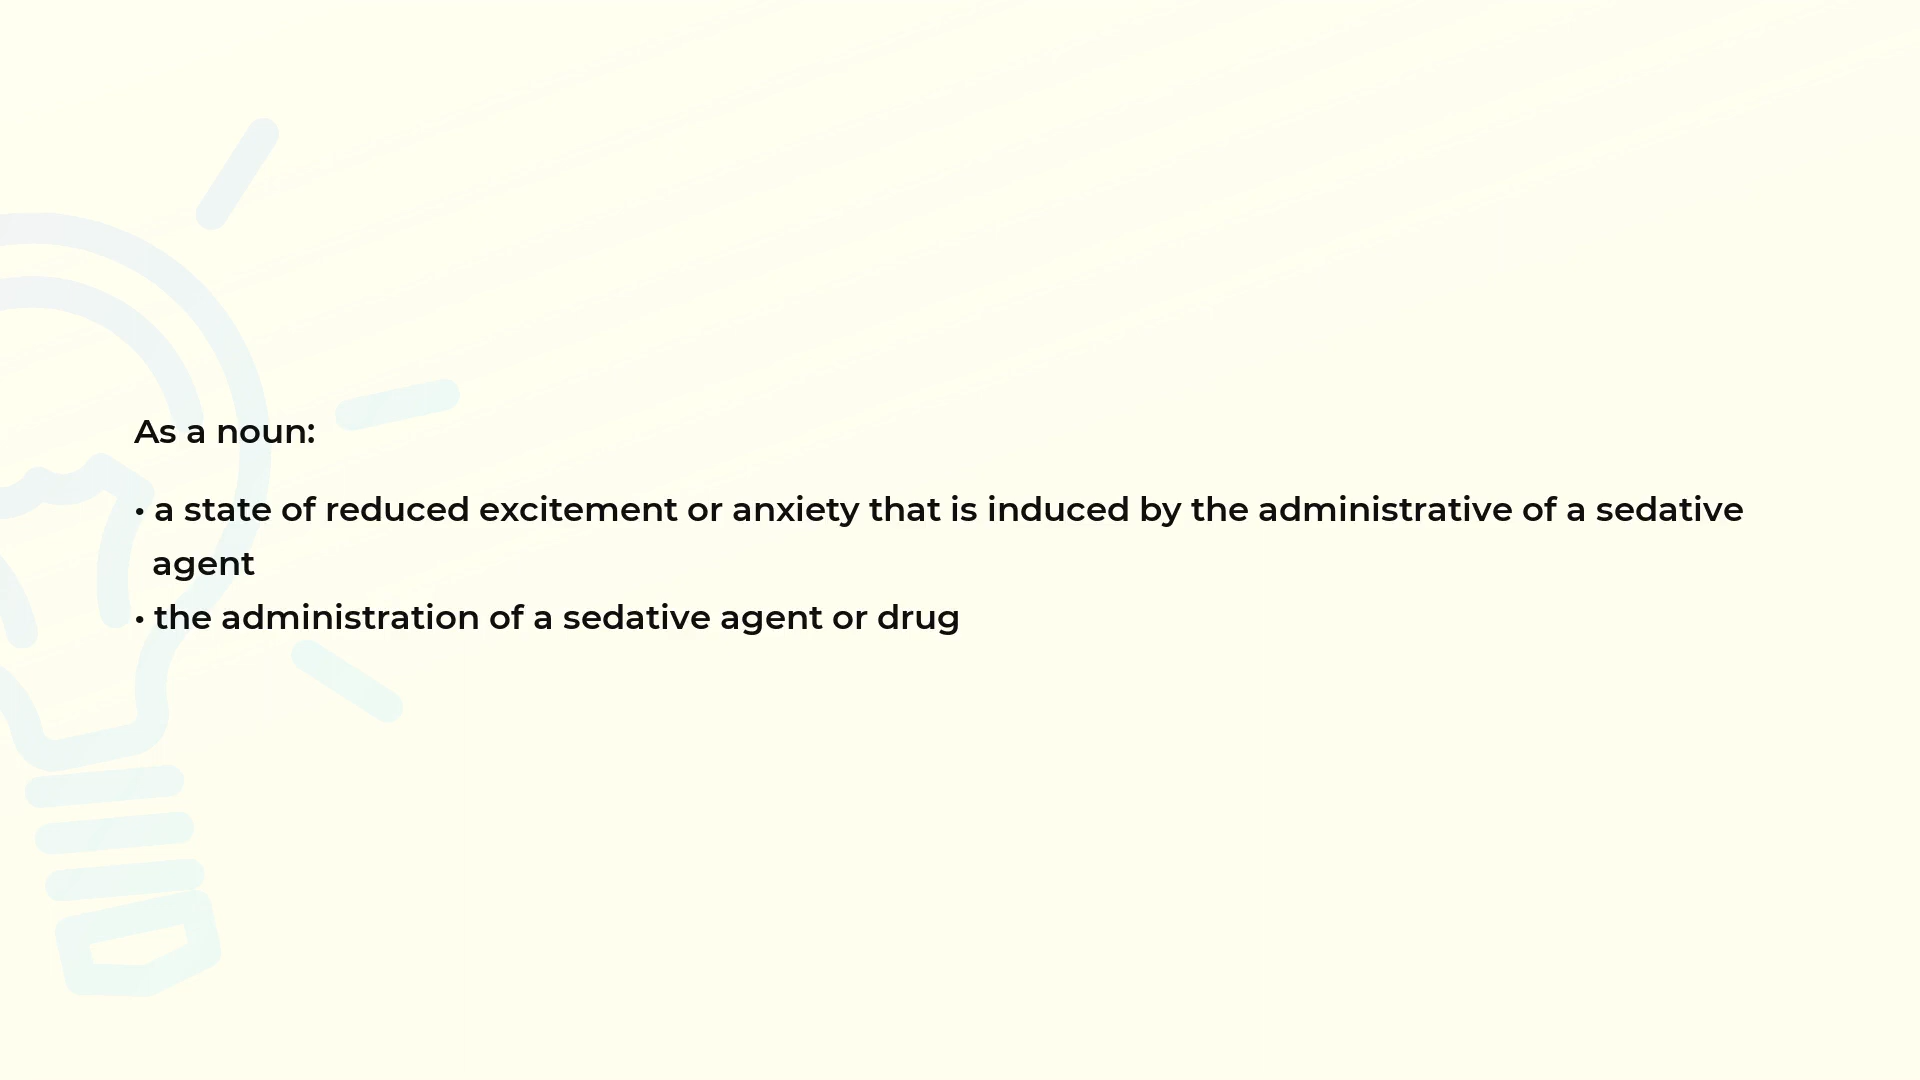 As a noun:
• a state of reduced excitement or anxiety that is induced by the administrative of a sedative
agent
• the administration of a sedative agent or drug